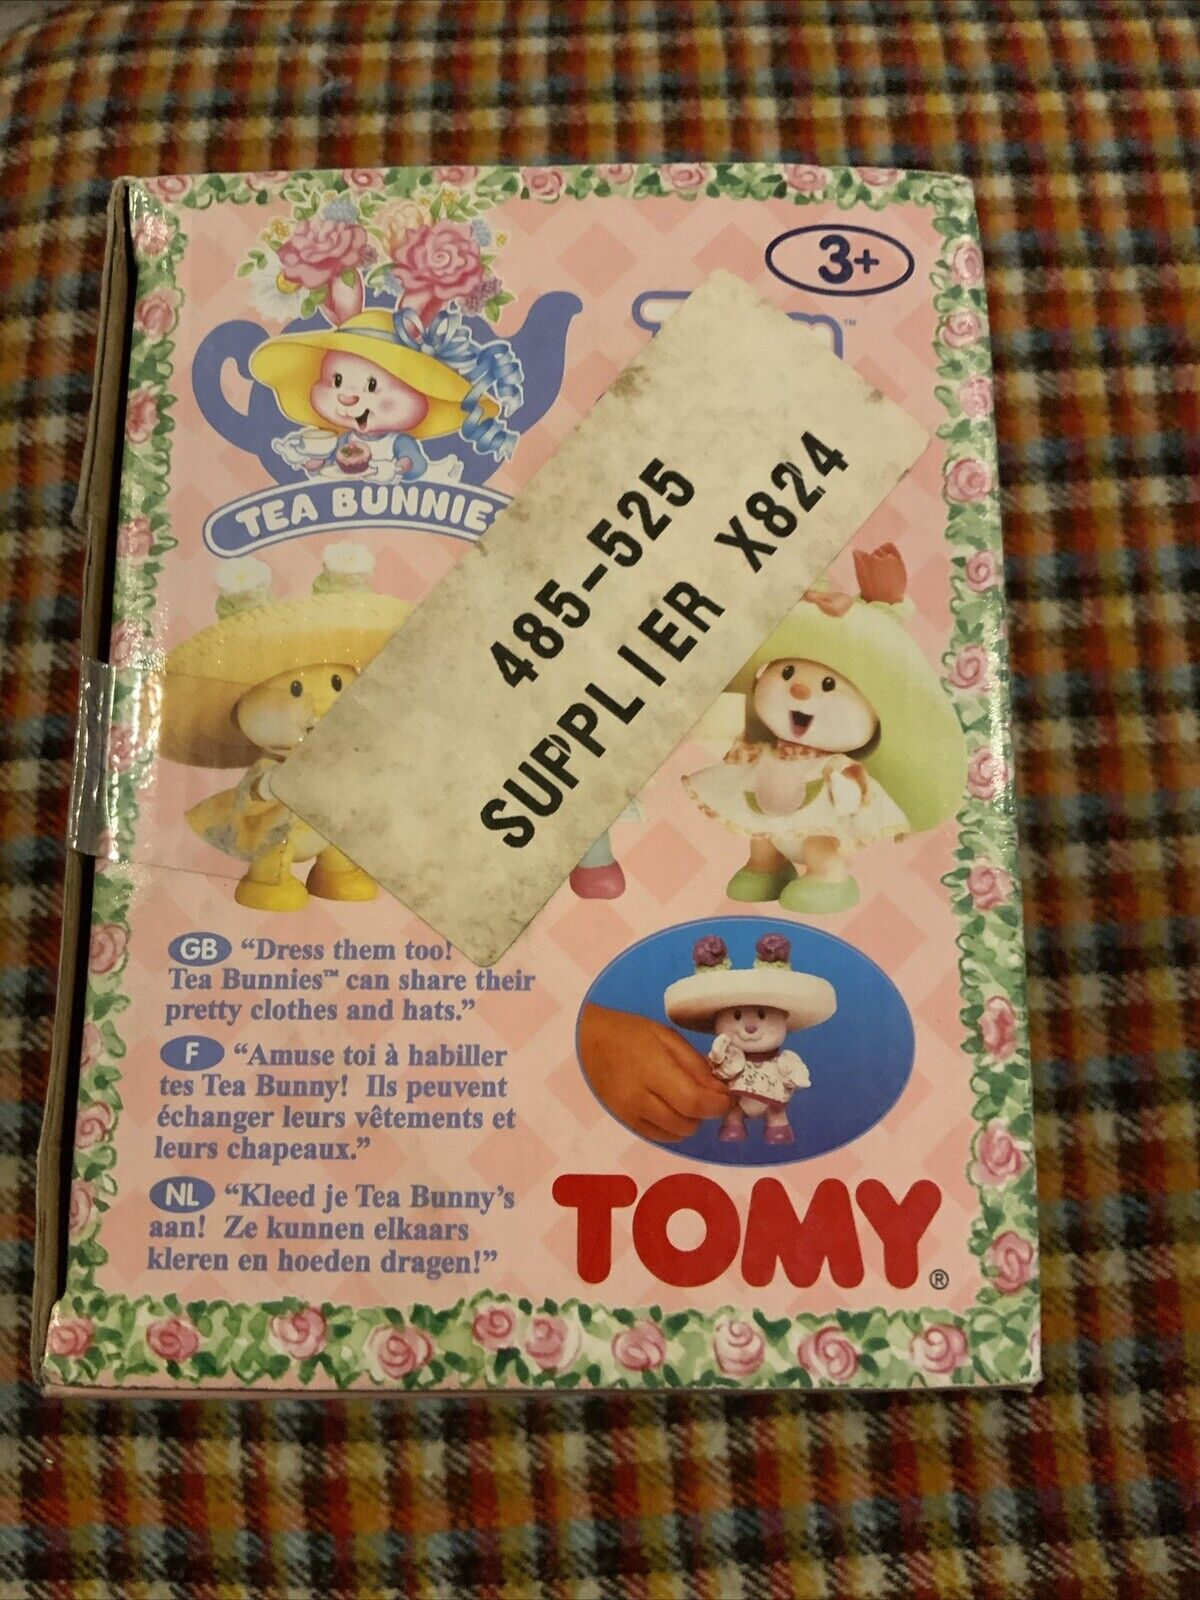 3+
™
TEA BUNNIE
485-525
SUPPLIER X824
GB "Dress them too!
Tea Bunnies™ can share their
pretty clothes and hats."
F "Amuse toi à habiller
tes Tea Bunny! Ils peuvent
échanger leurs vêtements et
leurs chapeaux."
NL "Kleed je Tea Bunny's
aan! Ze kunnen elkaars
kleren en hoeden dragen!"
TOMY®